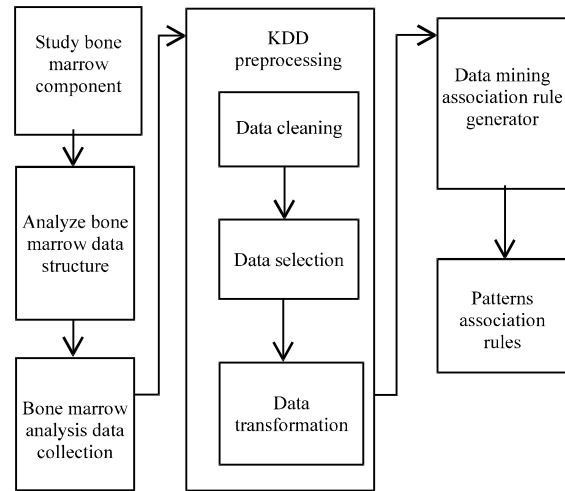 Study bone
marrow
component
Analyze bone
marrow data
structure
Bone marrow
analysis data
collection
KDD
preprocessing
Data cleaning
Data selection
Data
transformation
Data mining
association rule
generator
Patterns
association
rules